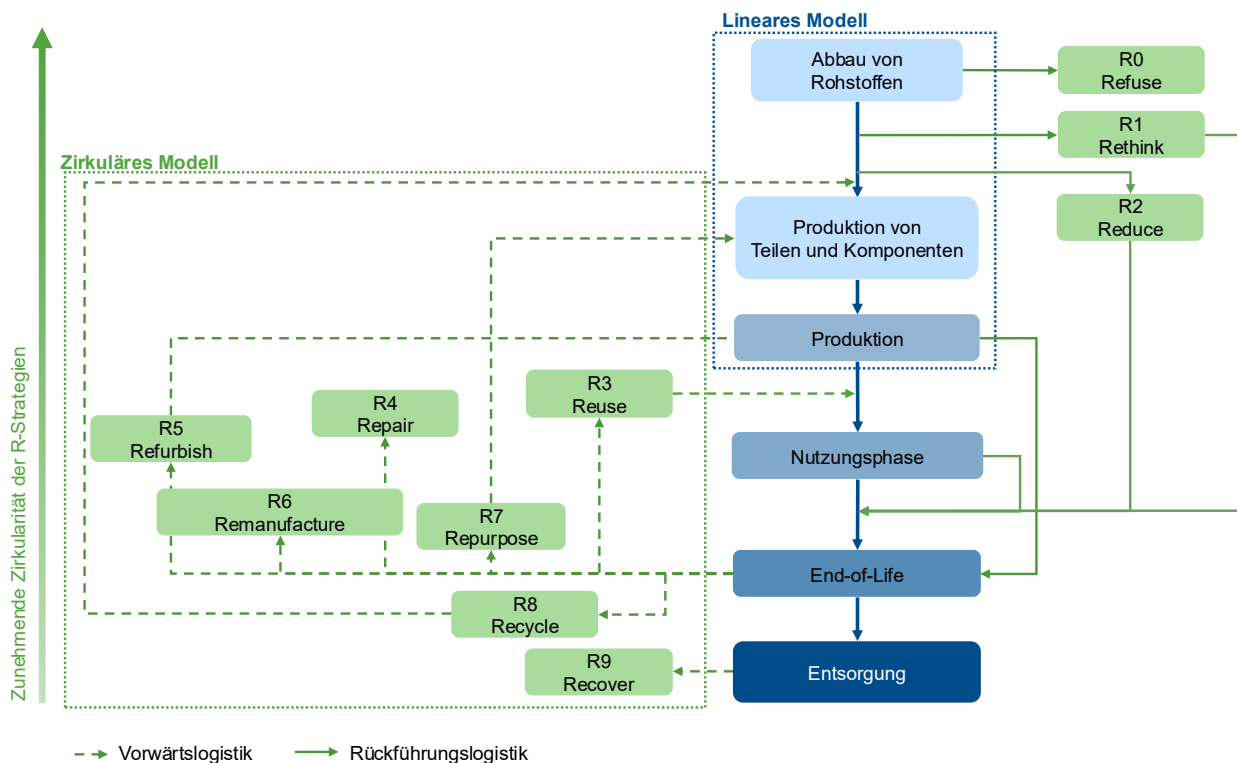 Lineares Modell
Abbau von
Rohstoffen
R0
Refuse
R1
Rethink
Zirkuläres Modell
R2
Reduce
Produktion von
Teilen und Komponenten
Produktion
R3
Reuse
R4
Repair
R5
Refurbish
Nutzungsphase
R6
Remanufacture
R7
Repurpose
End-of-Life
R8
Recycle
R9
Recover
Entsorgung
Zunehmende Zirkularität der R-Strategien
Vorwärtslogistik
Rückführungslogistik